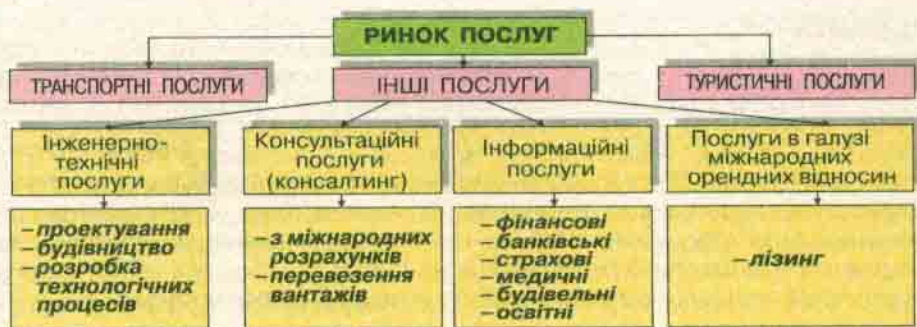 РИНОК ПОСЛУГ
ТРАНСПОРТНІ ПОСЛУГИ
ІНШІ ПОСЛУГИ
ТУРИСТИЧНІ ПОСЛУГИ
Інженерно-
технічні
послуги
Консультаційні
послуги
(консалтинг)
Інформаційні
послуги
Послуги в галузі
міжнародних
орендних відносин
–проектування
–будівництво
–розробка
технологічних
процесів
–з міжнародних
розрахунків
–перевезення
вантажів
–фінансові
–банківські
–страхові
–медичні
–будівельні
–освітні
–лізинг